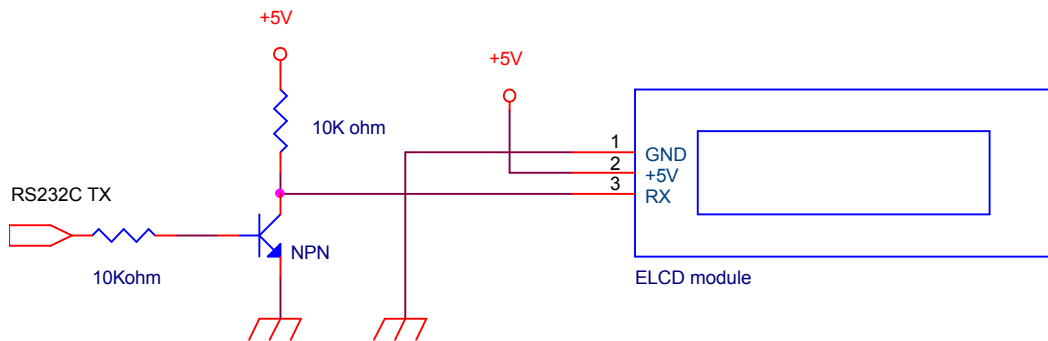 +5V
+5V
10K ohm
1
GND
2
+5V
3
RX
RS232C TX
NPN
10Kohm
ELCD module